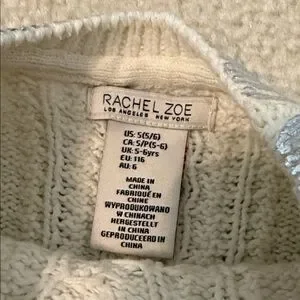 RACHEL ZOE
LOS ANGELES NEW YORK
US: S(5/6)
CA: S/P(5-6)
UK: 5-6yrs
EU: 116
AU: 6
MADE IN
CHINA
FABRIQUÉ EN
CHINE
WYPRODUKOWANO
W CHINACH
HERGESTELLT
IN CHINA
GEPRODUCEERD IN
CHINA